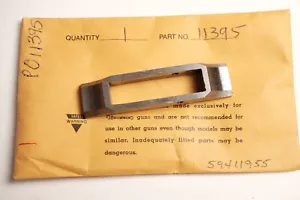 QUANTITY 1 PART NO. 11395
PO11395
WARNING
made exclusively for
guns and are not recommended for
use in other guns even though models may be
similar. Inadequately fitted parts may be
dangerous.
59411955